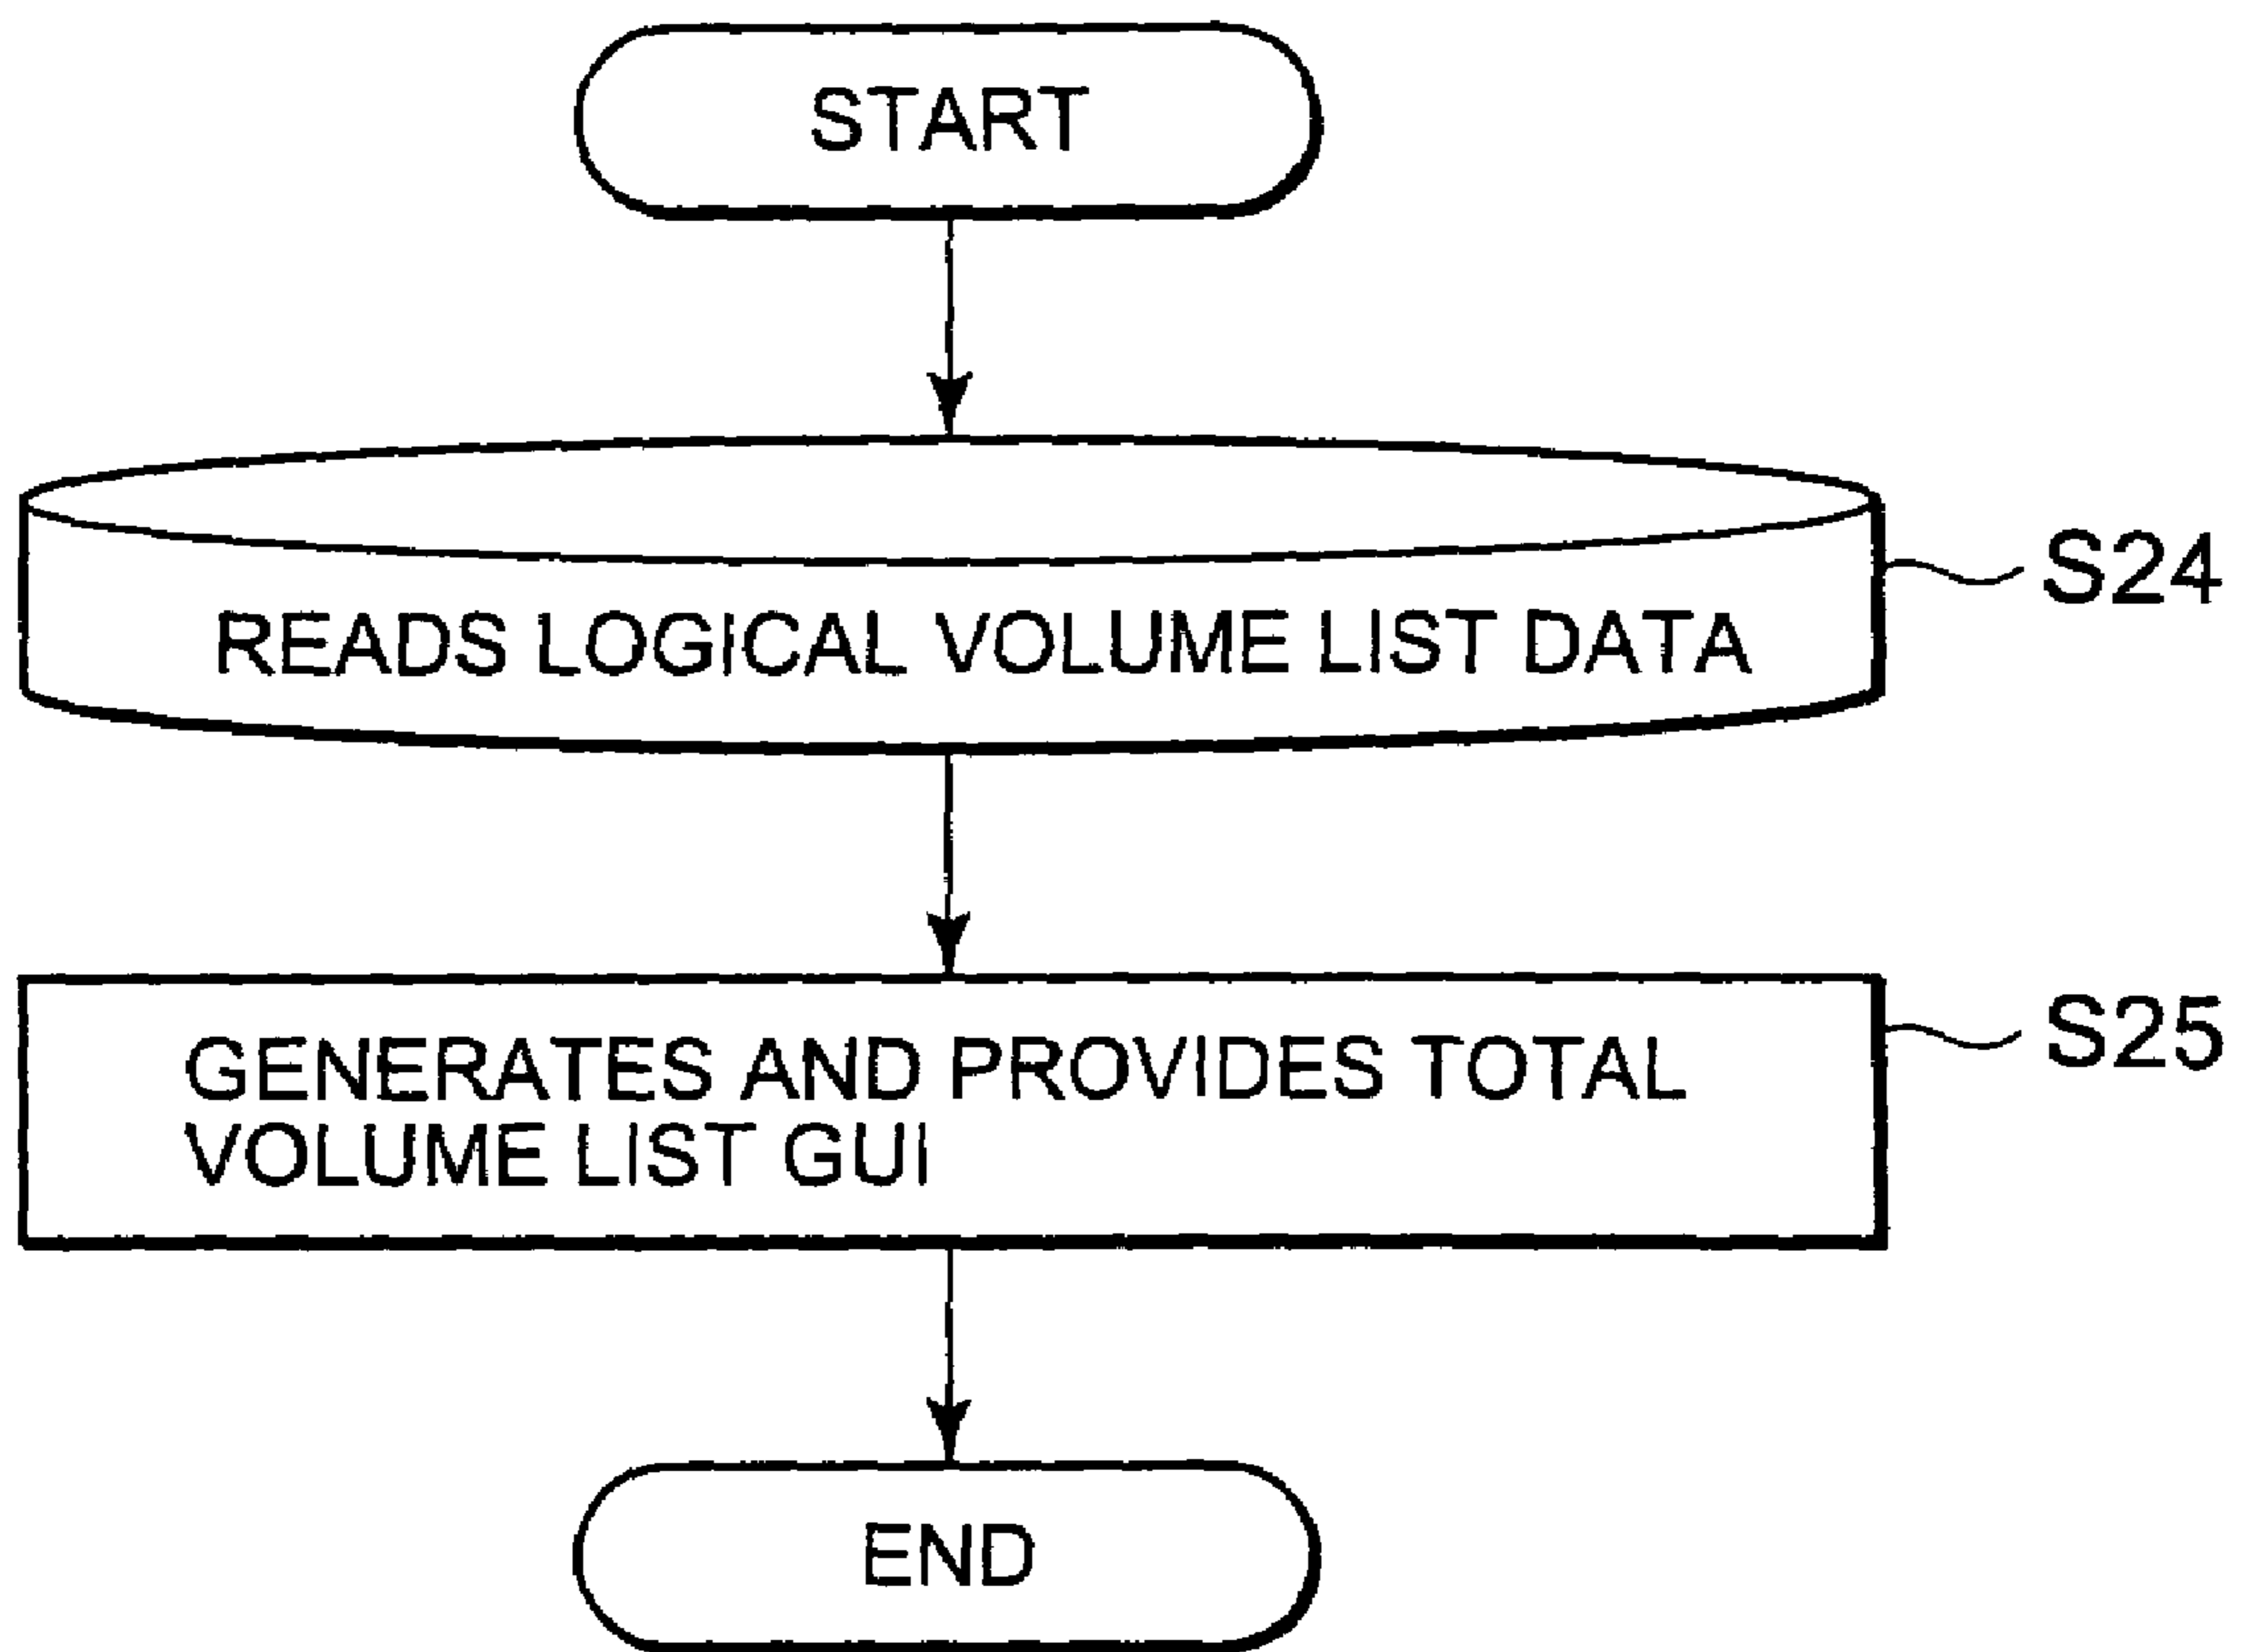 START
READS LOGICAL VOLUME LIST DATA
S24
GENERATES AND PROVIDES TOTAL
VOLUME LIST GUI
S25
END